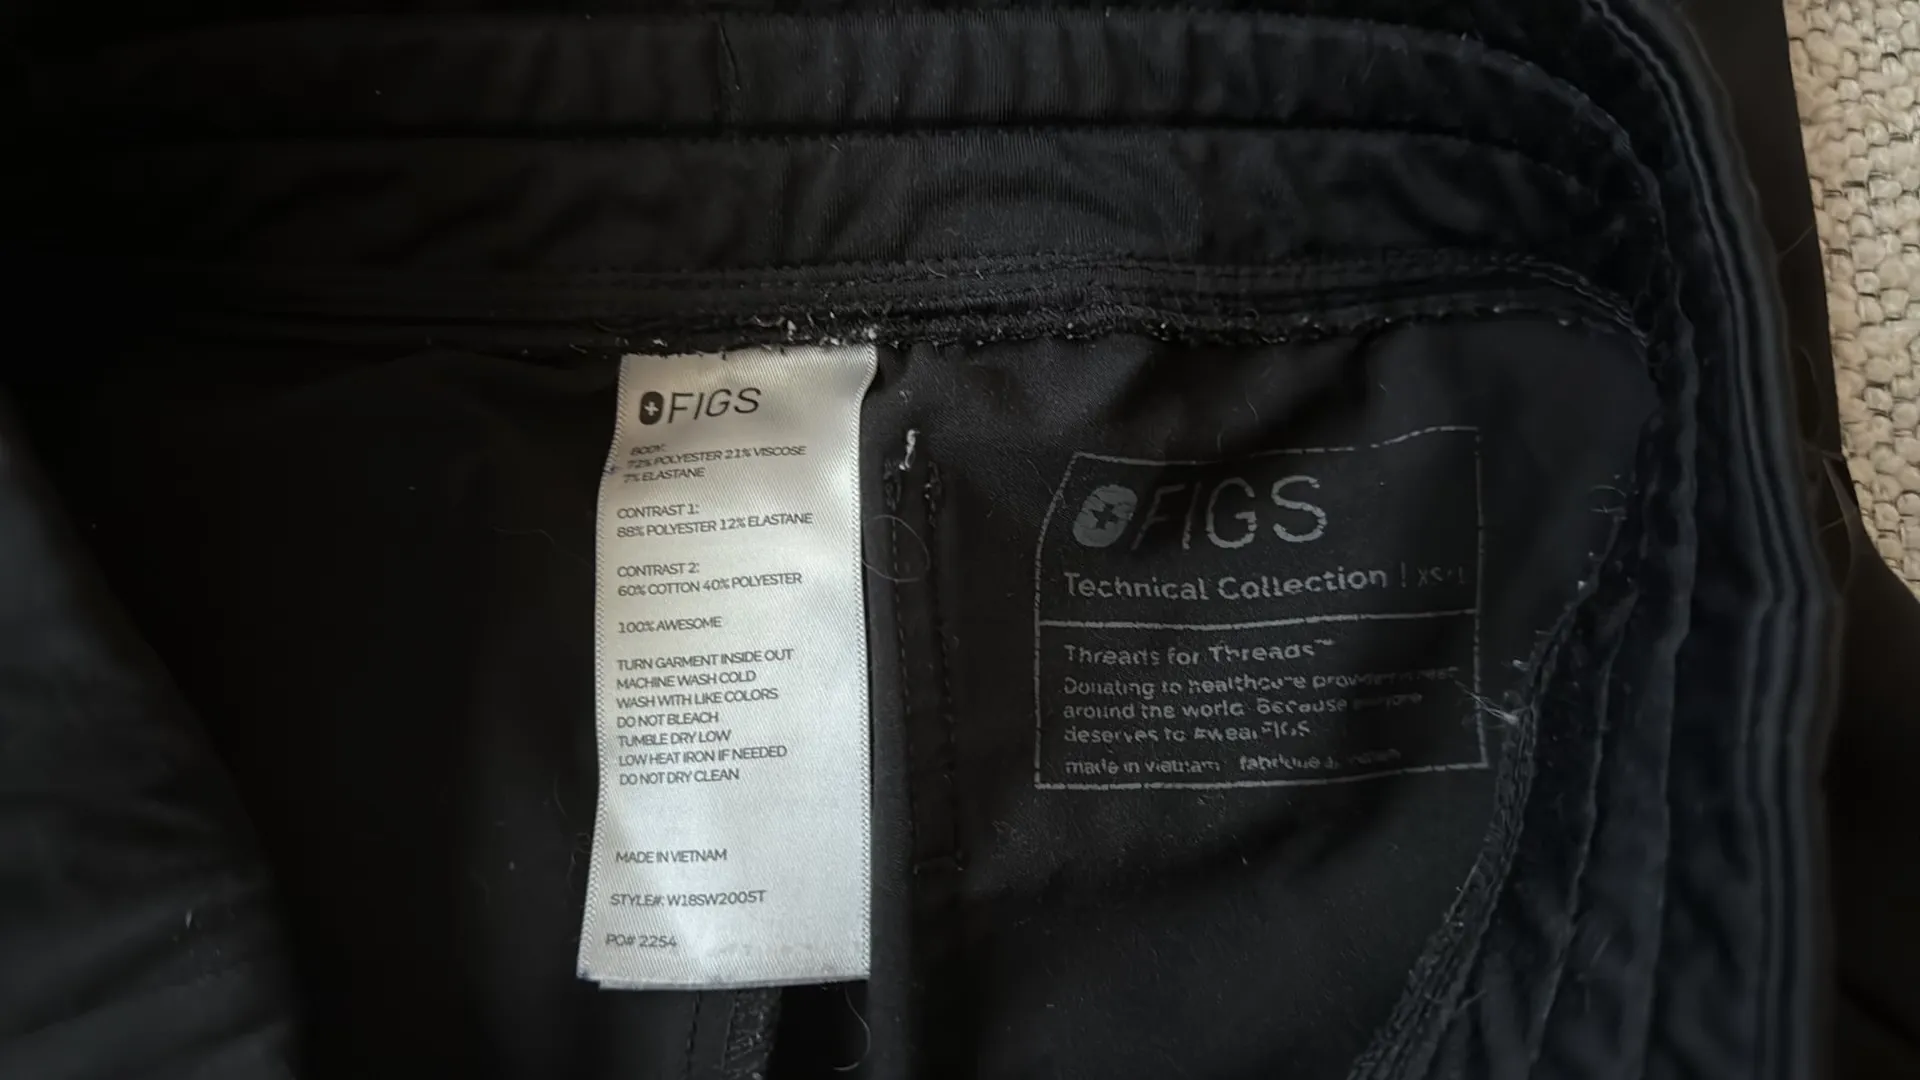 FIGS
BODY:
72% POLYESTER 21% VISCOSE
7% ELASTANE
CONTRAST 1:
88% POLYESTER 12% ELASTANE
CONTRAST 2:
60% COTTON 40% POLYESTER
100% AWESOME
TURN GARMENT INSIDE OUT
MACHINE WASH COLD
WASH WITH LIKE COLORS
DO NOT BLEACH
TUMBLE DRY LOW
LOW HEAT IRON IF NEEDED
DO NOT DRY CLEAN
MADE IN VIETNAM
STYLE#: W18SW2005T
PO# 2254
FIGS
Technical Collection | XS-L
Threads for Threads™
Donating to healthcare
around the world. Because
deserves to #wearFIGS
made in vietnam